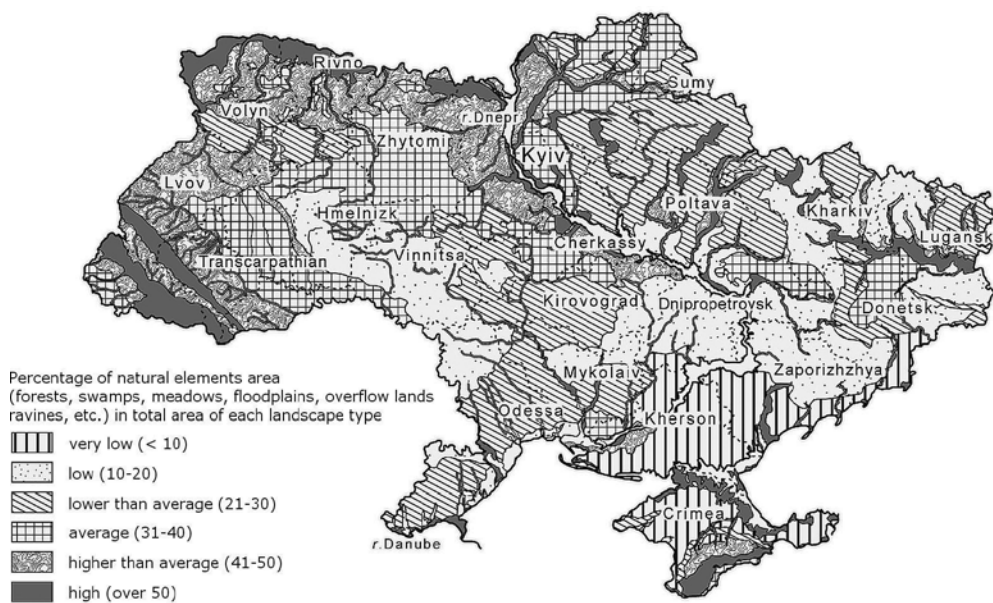 Rivno
Sumy
Volyn
r.Dnepr
Zhytomi
Kyiv
Lvov
Poltava
Kharkiv
Hmelnizk
Lugansk
Cherkassy
Vinnitsa
Transcarpathian
Kirovograd
Dnipropetrovsk
Donetsk
Mykolaiv
Zaporizhzhya
Odessa
Kherson
Crimea
r.Danube
Percentage of natural elements area
(forests, swamps, meadows, floodplains, overflow lands
ravines, etc.) in total area of each landscape type
very low (< 10)
low (10-20)
lower than average (21-30)
average (31-40)
higher than average (41-50)
high (over 50)